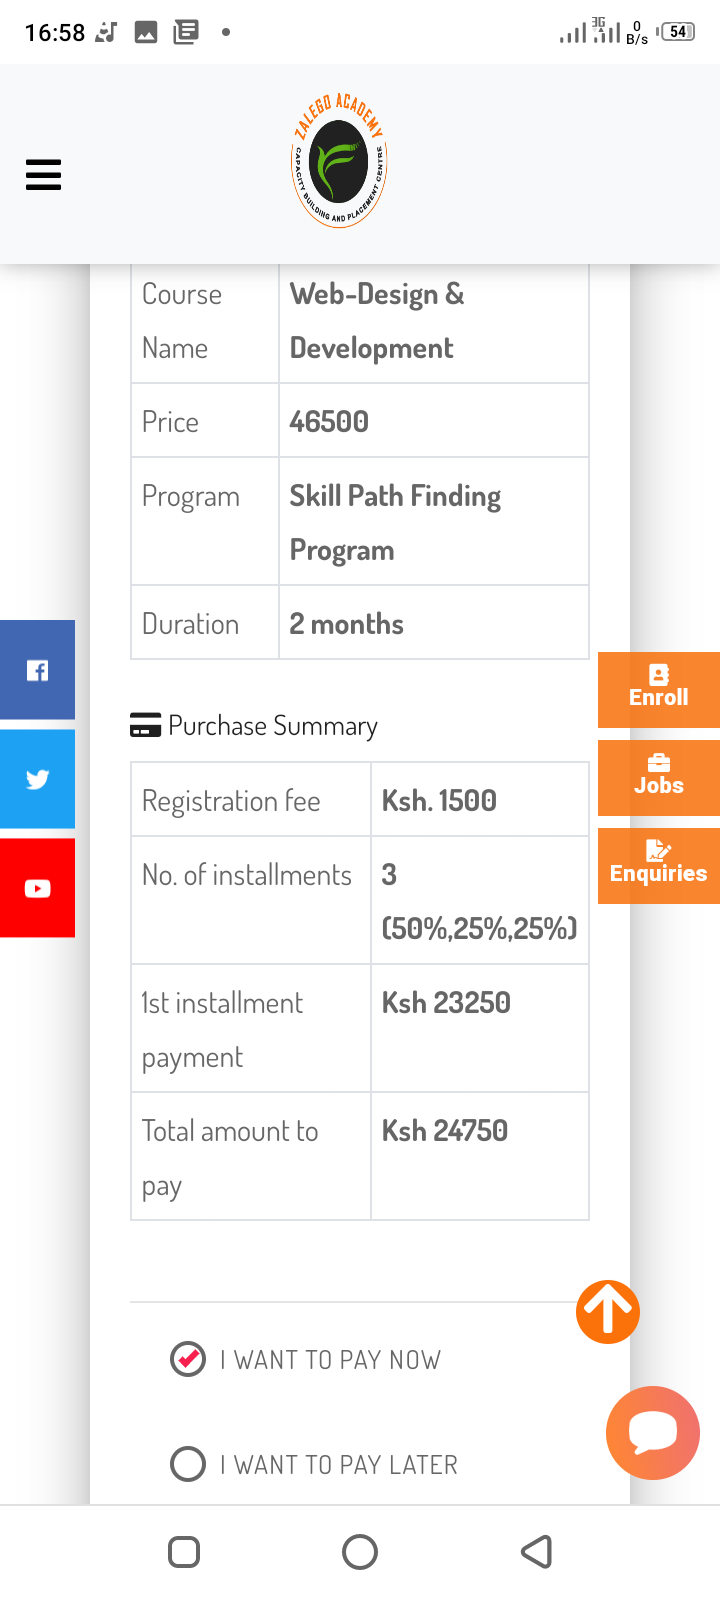 16:58
3G
0
B/s
54
ZALEGO ACADEMY
CAPACITY BUILDING AND PLACEMENT CENTRE
Course
Name
Web-Design &
Development
Price
46500
Program
Skill Path Finding
Program
Duration
2 months
Enroll
Jobs
Enquiries
Purchase Summary
Registration fee
Ksh. 1500
No. of installments
3
(50%,25%,25%)
1st installment
payment
Ksh 23250
Total amount to
pay
Ksh 24750
I WANT TO PAY NOW
I WANT TO PAY LATER